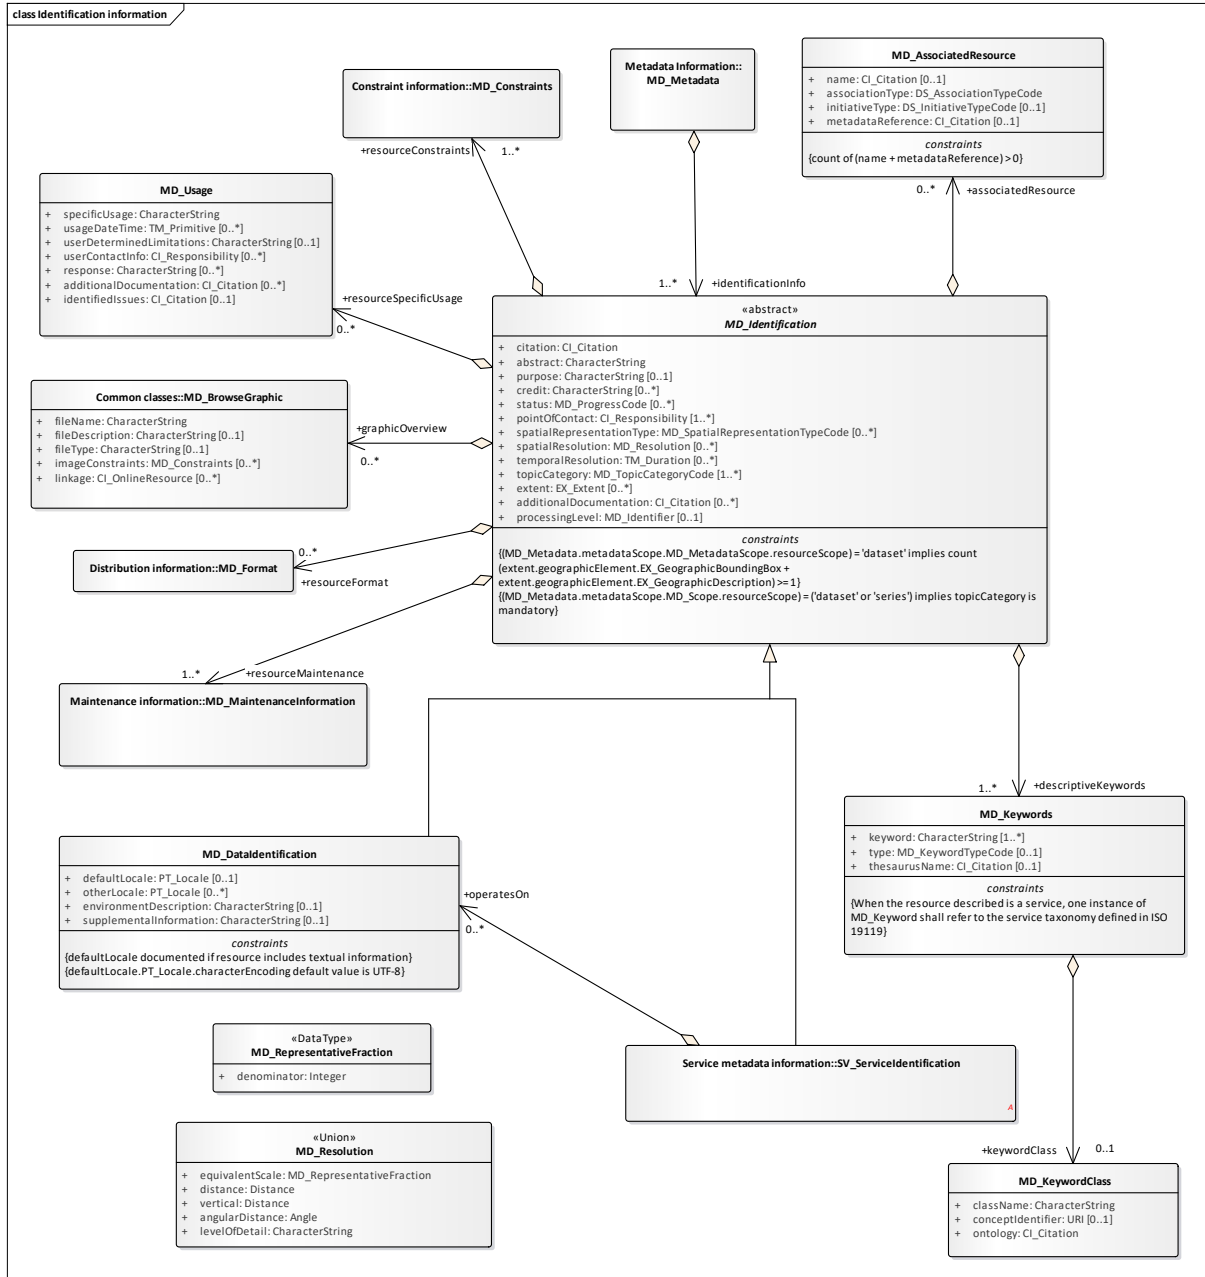 class Identification information
Constraint information::MD_Constraints
+resourceConstraints
1..*
Metadata Information::
MD_Metadata
1..*
+identificationInfo
MD_AssociatedResource
+ name: CI_Citation [0..1]
+ associationType: DS_AssociationTypeCode
+ initiativeType: DS_InitiativeTypeCode [0..1]
+ metadataReference: CI_Citation [0..1]
constraints
{count of (name + metadataReference) > 0}
0..*
+associatedResource
MD_Usage
+ specificUsage: CharacterString
+ usageDateTime: TM_Primitive [0..*]
+ userDeterminedLimitations: CharacterString [0..1]
+ userContactInfo: CI_Responsibility [0..*]
+ response: CharacterString [0..*]
+ additionalDocumentation: CI_Citation [0..*]
+ identifiedIssues: CI_Citation [0..1]
+resourceSpecificUsage
0..*
«abstract»
MD_Identification
+ citation: CI_Citation
+ abstract: CharacterString
+ purpose: CharacterString [0..1]
+ credit: CharacterString [0..*]
+ status: MD_ProgressCode [0..*]
+ pointOfContact: CI_Responsibility [1..*]
+ spatialRepresentationType: MD_SpatialRepresentationTypeCode [0..*]
+ spatialResolution: MD_Resolution [0..*]
+ temporalResolution: TM_Duration [0..*]
+ topicCategory: MD_TopicCategoryCode [1..*]
+ extent: EX_Extent [0..*]
+ additionalDocumentation: CI_Citation [0..*]
+ processingLevel: MD_Identifier [0..1]
constraints
{(MD_Metadata.metadataScope.MD_MetadataScope.resourceScope) = 'dataset' implies count
(extent.geographicElement.EX_GeographicBoundingBox +
extent.geographicElement.EX_GeographicDescription) >= 1}
{(MD_Metadata.metadataScope.MD_Scope.resourceScope) = ('dataset' or 'series') implies topicCategory is
mandatory}
Common classes::MD_BrowseGraphic
+ fileName: CharacterString
+ fileDescription: CharacterString [0..1]
+ fileType: CharacterString [0..1]
+ imageConstraints: MD_Constraints [0..*]
+ linkage: CI_OnlineResource [0..*]
+graphicOverview
0..*
Distribution information::MD_Format
0..*
+resourceFormat
1..*
+resourceMaintenance
Maintenance information::MD_MaintenanceInformation
1..*
+descriptiveKeywords
MD_Keywords
+ keyword: CharacterString [1..*]
+ type: MD_KeywordTypeCode [0..1]
+ thesaurusName: CI_Citation [0..1]
constraints
{When the resource described is a service, one instance of
MD_Keyword shall refer to the service taxonomy defined in ISO
19119}
MD_DataIdentification
+ defaultLocale: PT_Locale [0..1]
+ otherLocale: PT_Locale [0..*]
+ environmentDescription: CharacterString [0..1]
+ supplementalInformation: CharacterString [0..1]
constraints
{defaultLocale documented if resource includes textual information}
{defaultLocale.PT_Locale.characterEncoding default value is UTF-8}
+operatesOn
0..*
«DataType»
MD_RepresentativeFraction
+ denominator: Integer
Service metadata information::SV_ServiceIdentification
A
«Union»
MD_Resolution
+ equivalentScale: MD_RepresentativeFraction
+ distance: Distance
+ vertical: Distance
+ angularDistance: Angle
+ levelOfDetail: CharacterString
+keywordClass
0..1
MD_KeywordClass
+ className: CharacterString
+ conceptIdentifier: URI [0..1]
+ ontology: CI_Citation